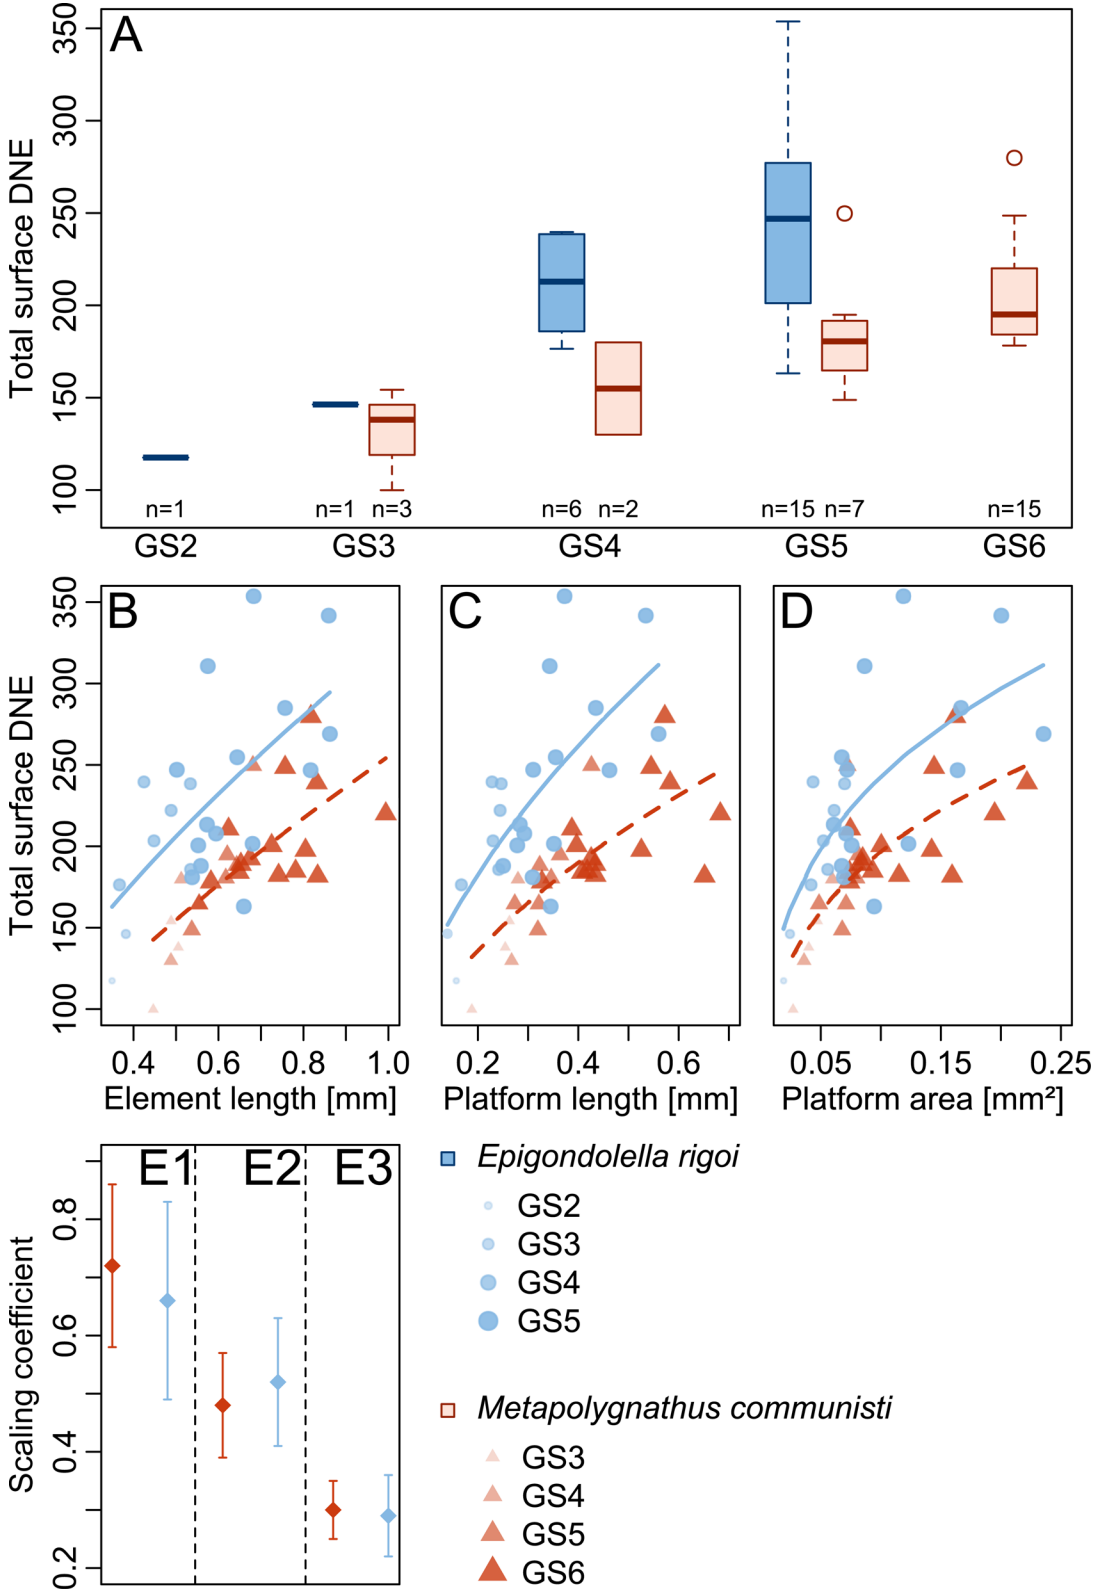 A
Total surface DNE
350
300
250
200
150
100
n=1
n=1 n=3
n=6 n=2
n=15 n=7
n=15
GS2 GS3 GS4 GS5 GS6
B C D
Total surface DNE
350
300
250
200
150
100
0.4 0.6 0.8 1.0
Element length [mm]
0.2 0.4 0.6
Platform length [mm]
0.05 0.15 0.25
Platform area [mm²]
E1 E2 E3
Scaling coefficient
0.8
0.6
0.4
0.2
Epigondolella rigoi
GS2
GS3
GS4
GS5
Metapolygnathus communisti
GS3
GS4
GS5
GS6